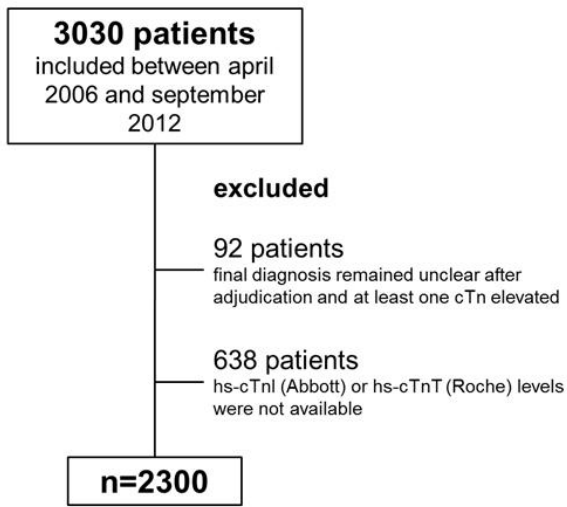 3030 patients
included between april
2006 and september
2012
excluded
92 patients
final diagnosis remained unclear after
adjudication and at least one cTn elevated
638 patients
hs-cTnI (Abbott) or hs-cTnT (Roche) levels
were not available
n=2300